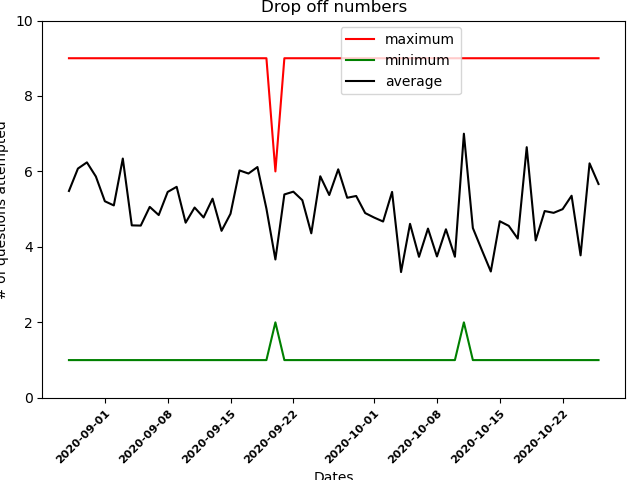 Drop off numbers
# of questions attempted
10
8
6
4
2
0
maximum
minimum
average
2020-09-01
2020-09-08
2020-09-15
2020-09-22
2020-10-01
2020-10-08
2020-10-15
2020-10-22
Dates